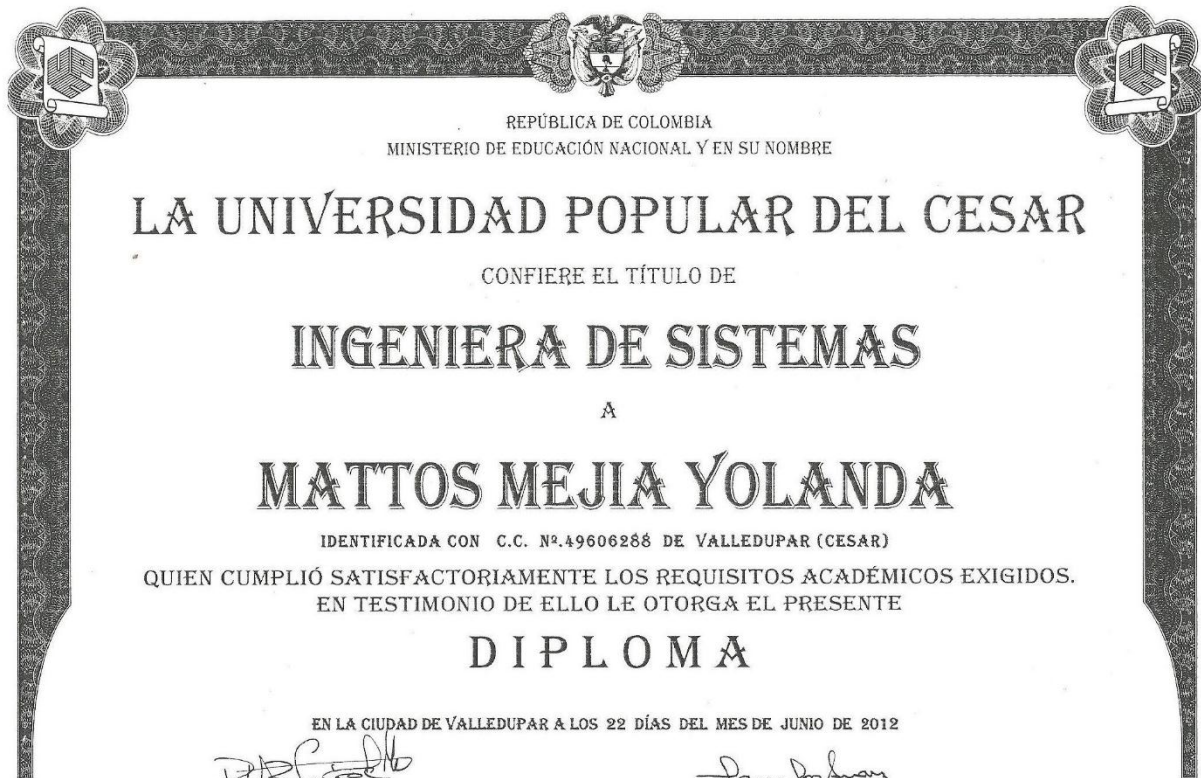 REPÚBLICA DE COLOMBIA
MINISTERIO DE EDUCACIÓN NACIONAL Y EN SU NOMBRE
LA UNIVERSIDAD POPULAR DEL CESAR
CONFIERE EL TÍTULO DE
INGENIERA DE SISTEMAS
A
MATTOS MEJIA YOLANDA
IDENTIFICADA CON C.C. Nº.49606288 DE VALLEDUPAR (CESAR)
QUIEN CUMPLIÓ SATISFACTORIAMENTE LOS REQUISITOS ACADÉMICOS EXIGIDOS.
EN TESTIMONIO DE ELLO LE OTORGA EL PRESENTE
DIPLOMA
EN LA CIUDAD DE VALLEDUPAR A LOS 22 DÍAS DEL MES DE JUNIO DE 2012